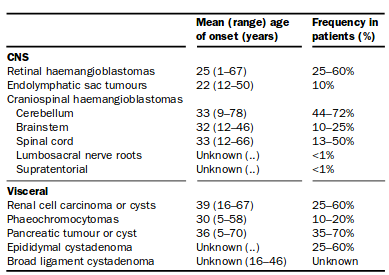 Mean (range) age of onset (years) Frequency in patients (%)
CNS
Retinal haemangioblastomas 25 (1–67) 25–60%
Endolymphatic sac tumours 22 (12–50) 10%
Craniospinal haemangioblastomas
Cerebellum 33 (9–78) 44–72%
Brainstem 32 (12–46) 10–25%
Spinal cord 33 (12–66) 13–50%
Lumbosacral nerve roots Unknown (..) <1%
Supratentorial Unknown (..) <1%
Visceral
Renal cell carcinoma or cysts 39 (16–67) 25–60%
Phaeochromocytomas 30 (5–58) 10–20%
Pancreatic tumour or cyst 36 (5–70) 35–70%
Epididymal cystadenoma Unknown (..) 25–60%
Broad ligament cystadenoma Unknown (16–46) Unknown